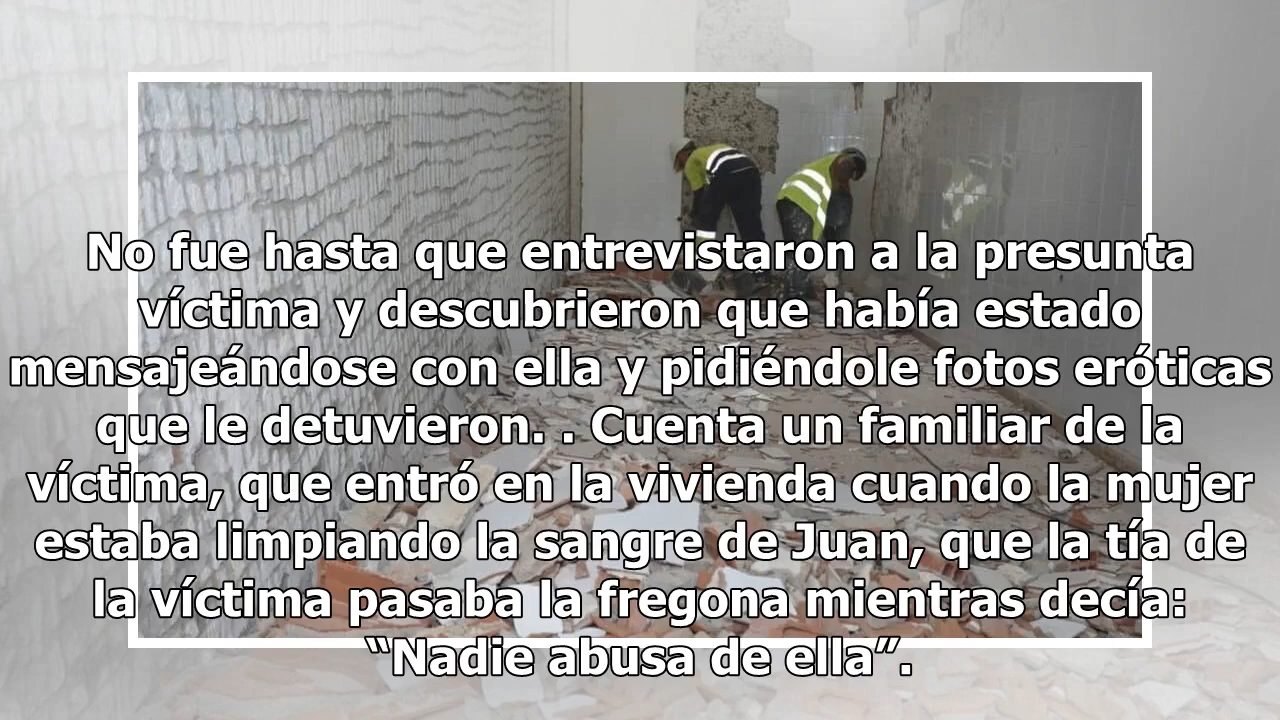 No fue hasta que entrevistaron a la presunta
víctima y descubrieron que había estado
mensajeándose con ella y pidiéndole fotos eróticas
que le detuvieron. . Cuenta un familiar de la
víctima, que entró en la vivienda cuando la mujer
estaba limpiando la sangre de Juan, que la tía de
la víctima pasaba la fregona mientras decía:
“Nadie abusa de ella”.